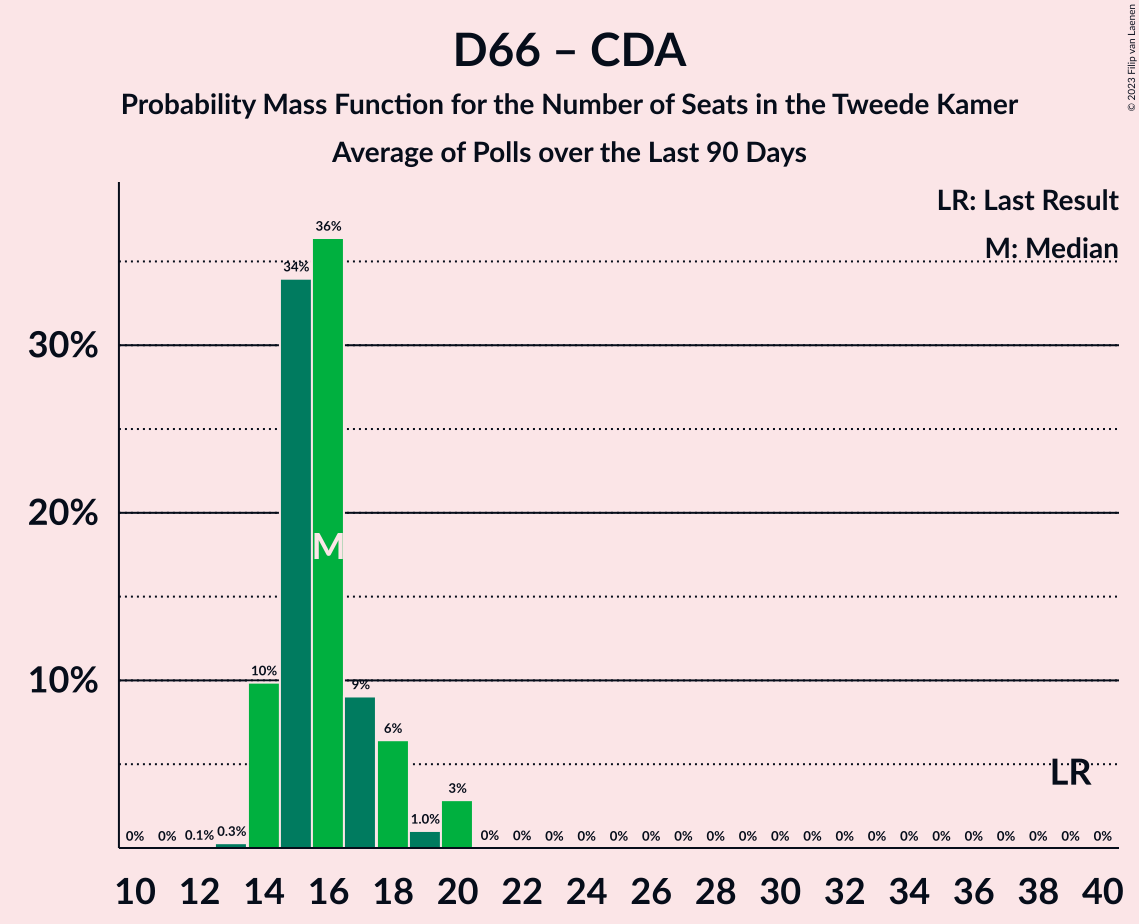 D66 – CDA
Probability Mass Function for the Number of Seats in the Tweede Kamer
Average of Polls over the Last 90 Days
© 2023 Filip van Laenen
LR: Last Result
M: Median
36%
34%
30%
20%
M
10%
10%
9%
6%
LR
3%
1.0%
0% 0% 0.1% 0.3% 0% 0% 0% 0% 0% 0% 0% 0% 0% 0% 0% 0% 0% 0% 0% 0% 0% 0% 0% 0%
10 12 14 16 18 20 22 24 26 28 30 32 34 36 38 40